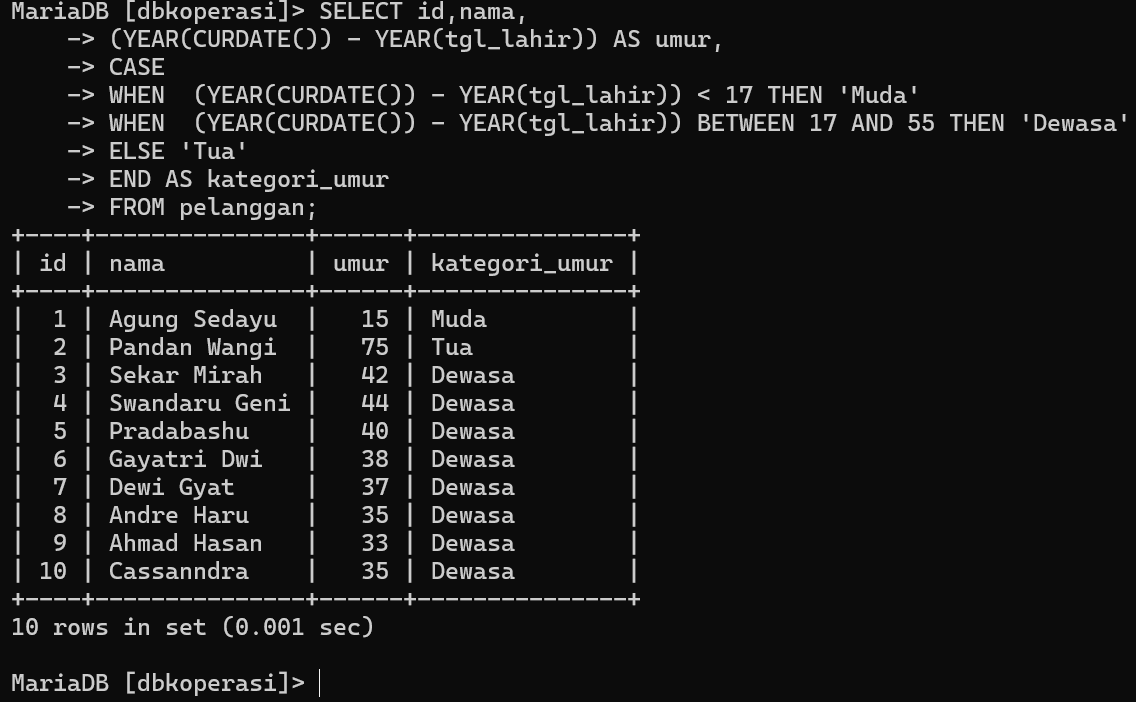 MariaDB [dbkoperasi]> SELECT id,nama,
    -> (YEAR(CURDATE()) - YEAR(tgl_lahir)) AS umur,
    -> CASE
    -> WHEN  (YEAR(CURDATE()) - YEAR(tgl_lahir)) < 17 THEN 'Muda'
    -> WHEN  (YEAR(CURDATE()) - YEAR(tgl_lahir)) BETWEEN 17 AND 55 THEN 'Dewasa'
    -> ELSE 'Tua'
    -> END AS kategori_umur
    -> FROM pelanggan;
+----+---------------+------+---------------+
| id | nama          | umur | kategori_umur |
+----+---------------+------+---------------+
|  1 | Agung Sedayu  |   15 | Muda          |
|  2 | Pandan Wangi  |   75 | Tua           |
|  3 | Sekar Mirah   |   42 | Dewasa        |
|  4 | Swandaru Geni |   44 | Dewasa        |
|  5 | Pradabashu    |   40 | Dewasa        |
|  6 | Gayatri Dwi   |   38 | Dewasa        |
|  7 | Dewi Gyat     |   37 | Dewasa        |
|  8 | Andre Haru    |   35 | Dewasa        |
|  9 | Ahmad Hasan   |   33 | Dewasa        |
| 10 | Cassanndra    |   35 | Dewasa        |
+----+---------------+------+---------------+
10 rows in set (0.001 sec)

MariaDB [dbkoperasi]>